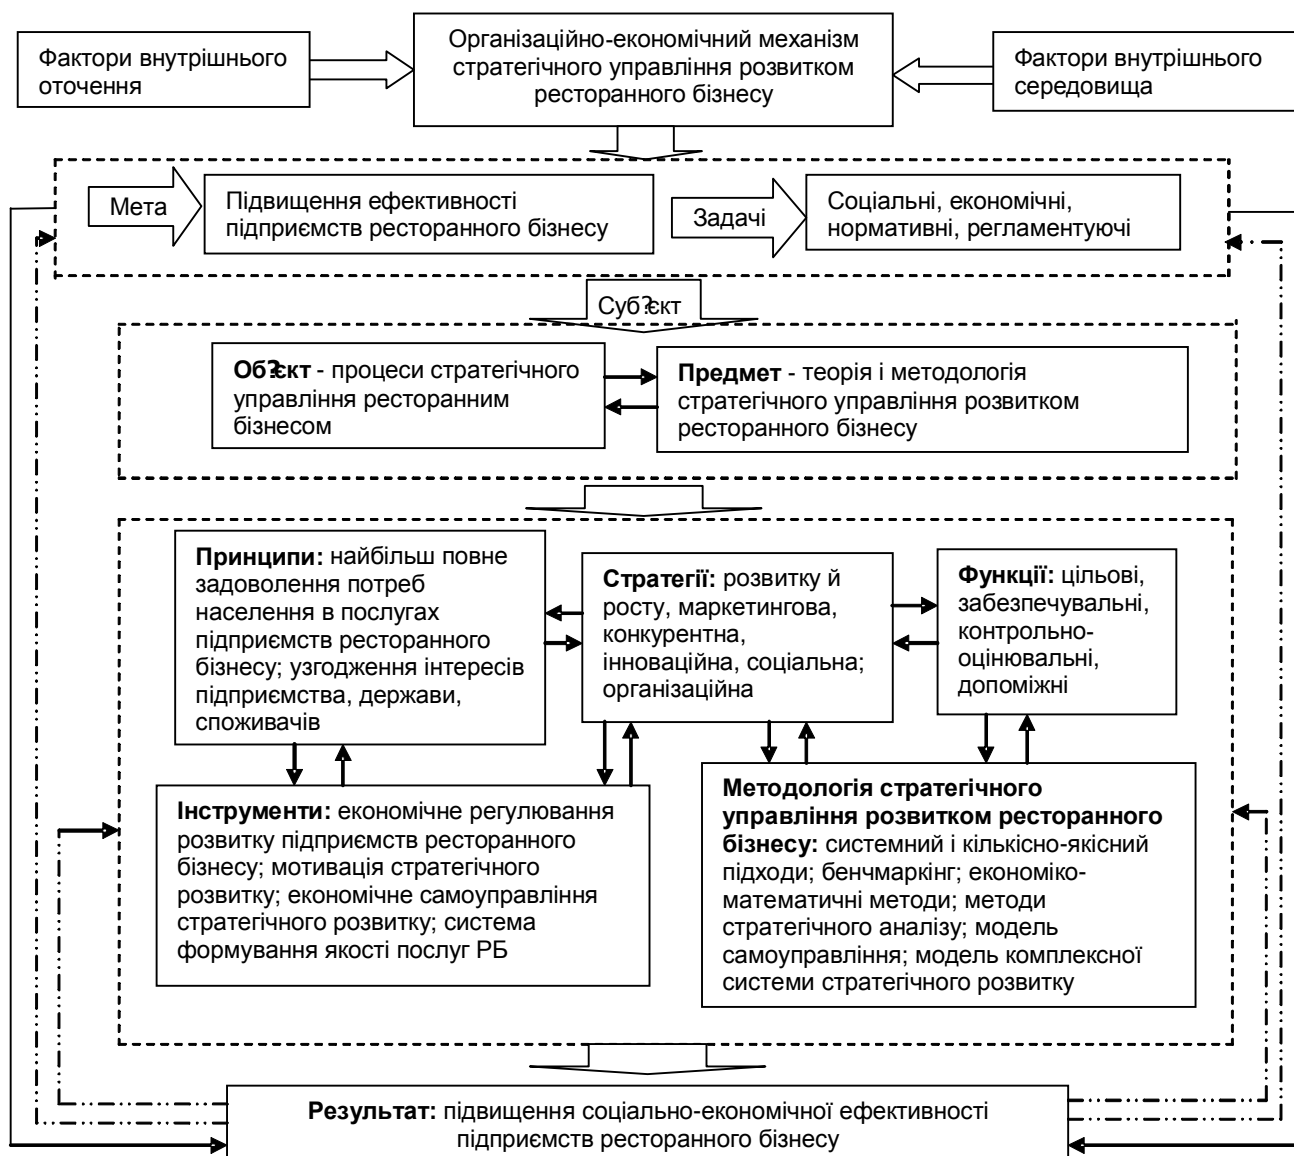 Організаційно-економічний механізм
стратегічного управління розвитком
ресторанного бізнесу
Фактори внутрішнього
оточення
Фактори внутрішнього
середовища
Мета
Підвищення ефективності
підприємств ресторанного бізнесу
Задачі
Соціальні, економічні,
нормативні, регламентуючі
Суб?єкт
Об?єкт - процеси стратегічного
управління ресторанним
бізнесом
Предмет - теорія і методологія
стратегічного управління розвитком
ресторанного бізнесу
Принципи: найбільш повне
задоволення потреб
населення в послугах
підприємств ресторанного
бізнесу; узгодження інтересів
підприємства, держави,
споживачів
Стратегії: розвитку й
росту, маркетингова,
конкурентна,
інноваційна, соціальна;
організаційна
Функції: цільові,
забезпечувальні,
контрольно-
оцінювальні,
допоміжні
Інструменти: економічне регулювання
розвитку підприємств ресторанного
бізнесу; мотивація стратегічного
розвитку; економічне самоуправління
стратегічного розвитку; система
формування якості послуг РБ
Методологія стратегічного
управління розвитком ресторанного
бізнесу: системний і кількісно-якісний
підходи; бенчмаркінг; економіко-
математичні методи; методи
стратегічного аналізу; модель
самоуправління; модель комплексної
системи стратегічного розвитку
Результат: підвищення соціально-економічної ефективності
підприємств ресторанного бізнесу